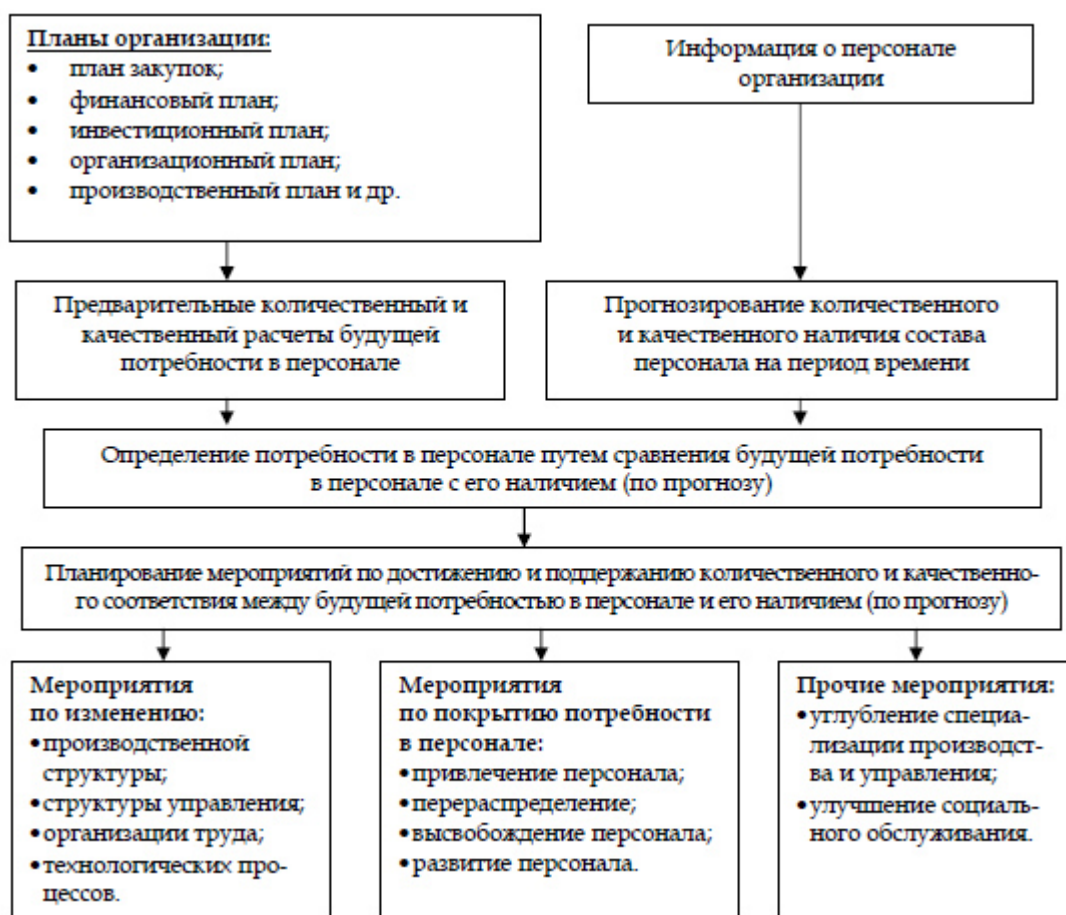 Планы организации:
• план закупок;
• финансовый план;
• инвестиционный план;
• организационный план;
• производственный план и др.
Информация о персонале
организации
Предварительные количественный и
качественный расчеты будущей
потребности в персонале
Прогнозирование количественного
и качественного наличия состава
персонала на период времени
Определение потребности в персонале путем сравнения будущей потребности
в персонале с его наличием (по прогнозу)
Планирование мероприятий по достижению и поддержанию количественного и качественно-
го соответствия между будущей потребностью в персонале и его наличием (по прогнозу)
Мероприятия
по изменению:
•производственной
структуры;
•структуры управления;
•организации труда;
•технологических про-
цессов.
Мероприятия
по покрытию потребности
в персонале:
•привлечение персонала;
•перераспределение;
•высвобождение персонала;
•развитие персонала.
Прочие мероприятия:
•углубление специа-
лизации производст-
ва и управления;
•улучшение социаль-
ного обслуживания.